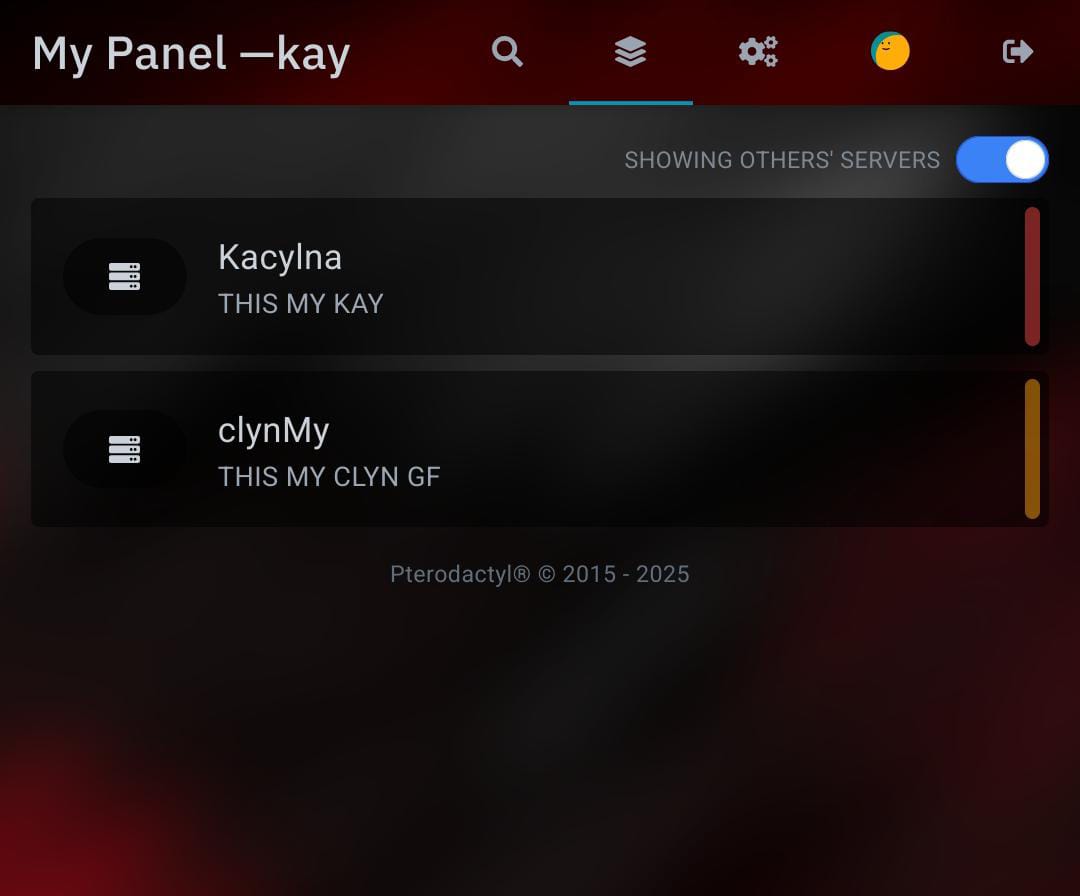 My Panel —kay
SHOWING OTHERS' SERVERS
Kacylna
THIS MY KAY
clynMy
THIS MY CLYN GF
Pterodactyl® © 2015 - 2025